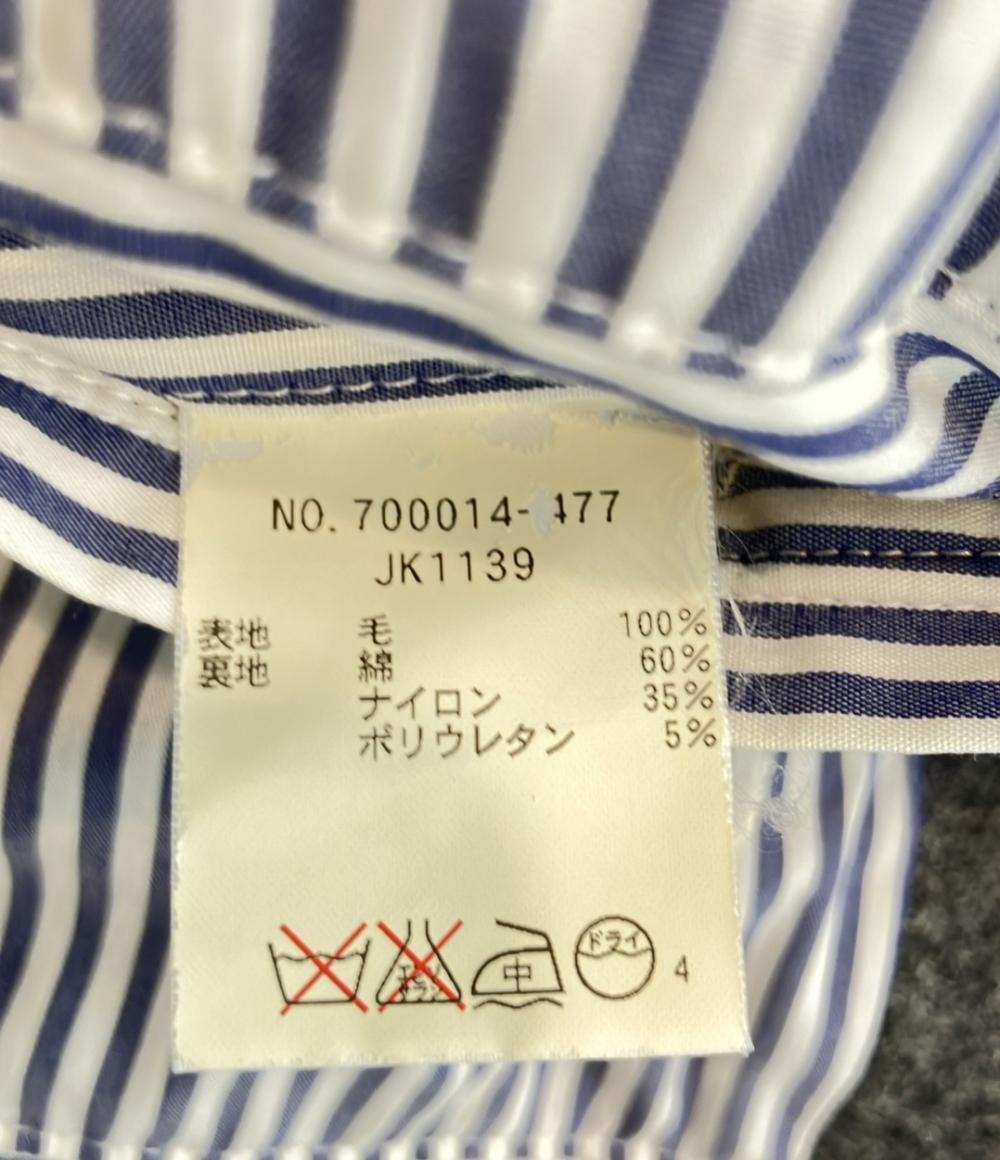 NO. 700014-477
JK1139
表地 毛 100%
裏地 綿 60%
ナイロン 35%
ポリウレタン 5%
中 ドライ 4